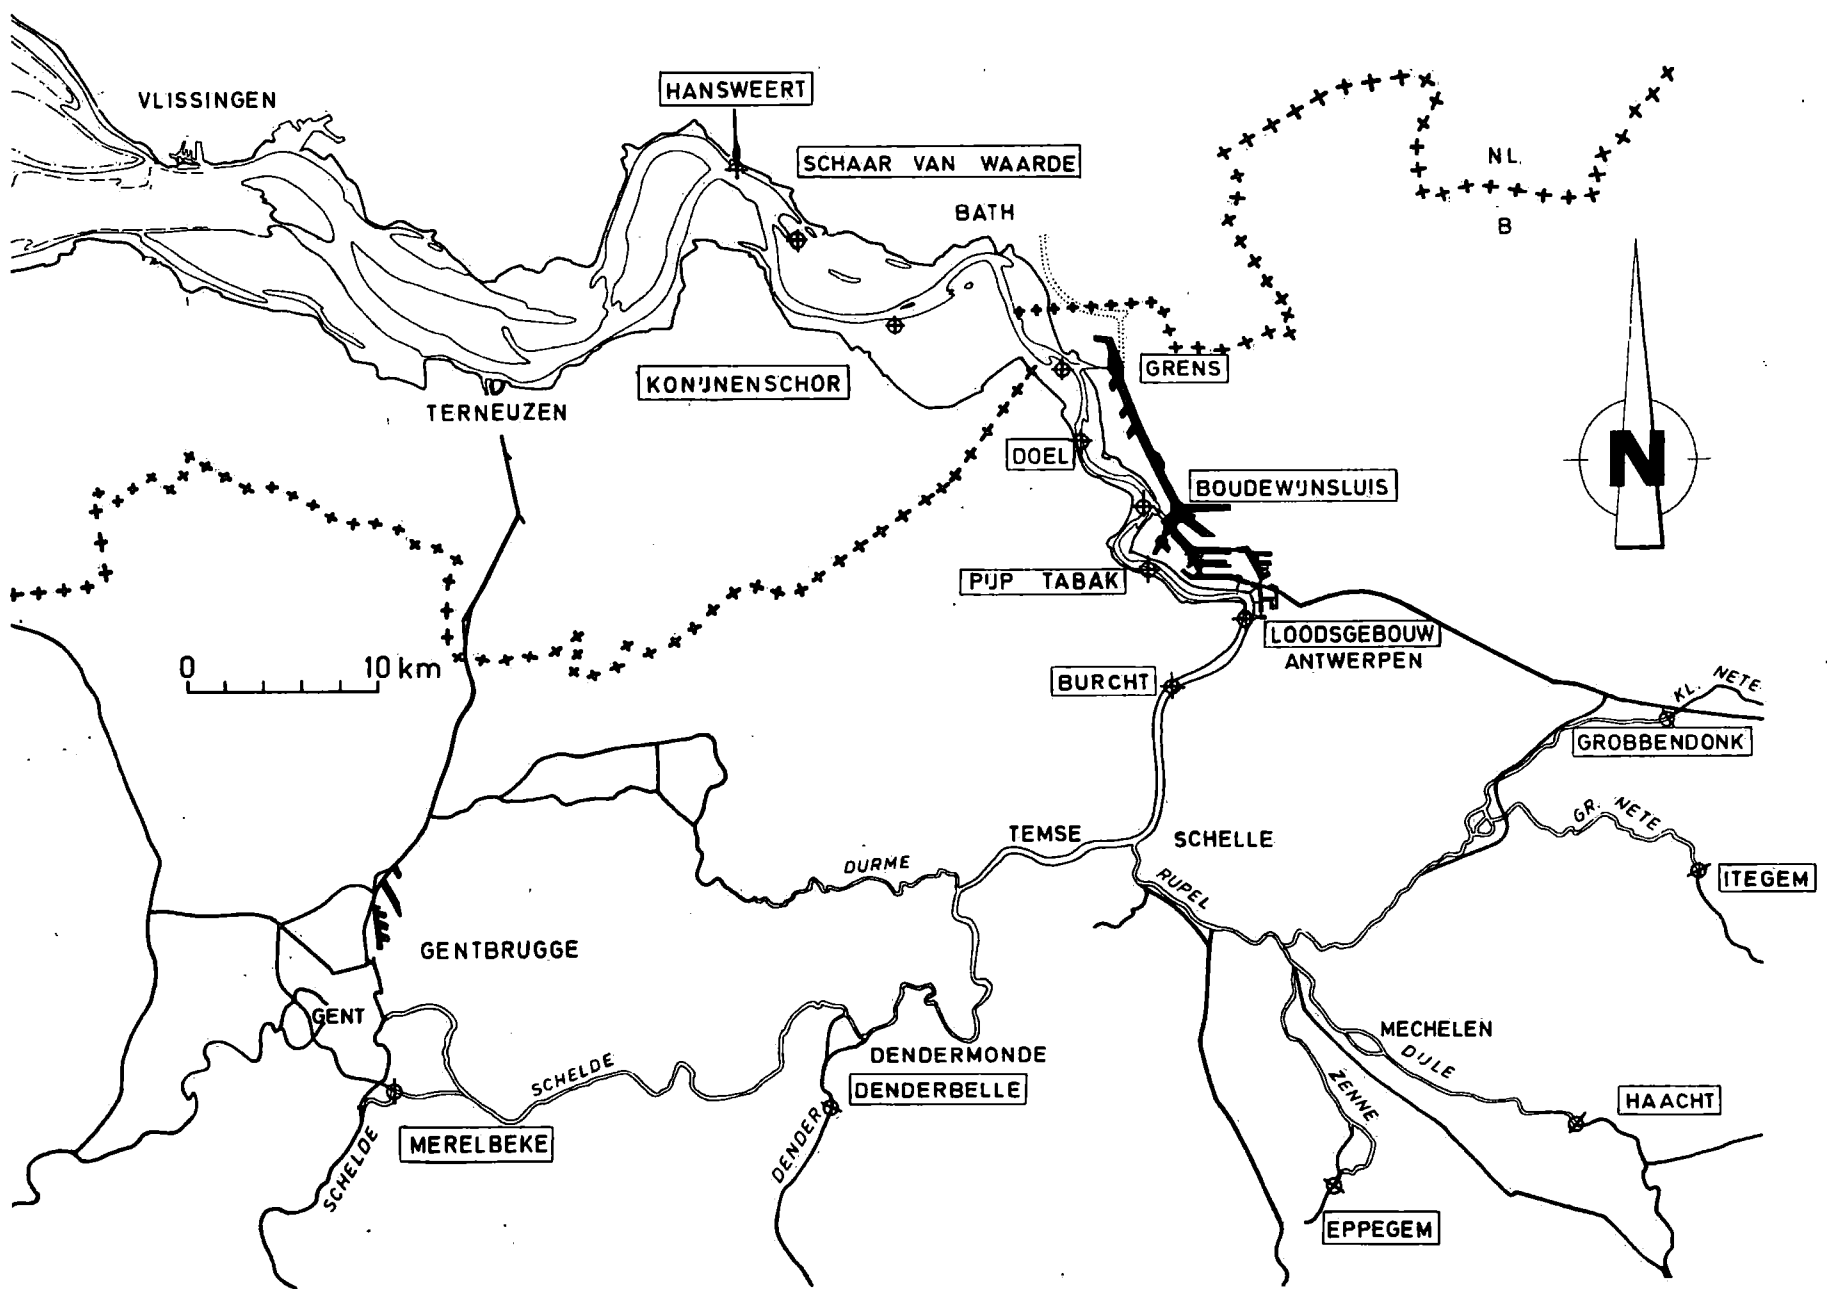 VLISSINGEN
HANSWEERT
SCHAAR VAN WAARDE
BATH
NL.
B
KONIJNENSCHOR
GRENS
TERNEUZEN
DOEL
BOUDEWIJNSLUIS
N
PIJP TABAK
LOODSGEBOUW
ANTWERPEN
0 10 km
BURCHT
KL. NETE
GROBBENDONK
GR. NETE
TEMSE
SCHELLE
DURME
RUPEL
ITEGEM
GENTBRUGGE
GENT
MECHELEN
DIJLE
DENDERMONDE
SCHELDE
DENDERBELLE
ZENNE
HAACHT
MERELBEKE
SCHELDE
DENDER
EPPEGEM